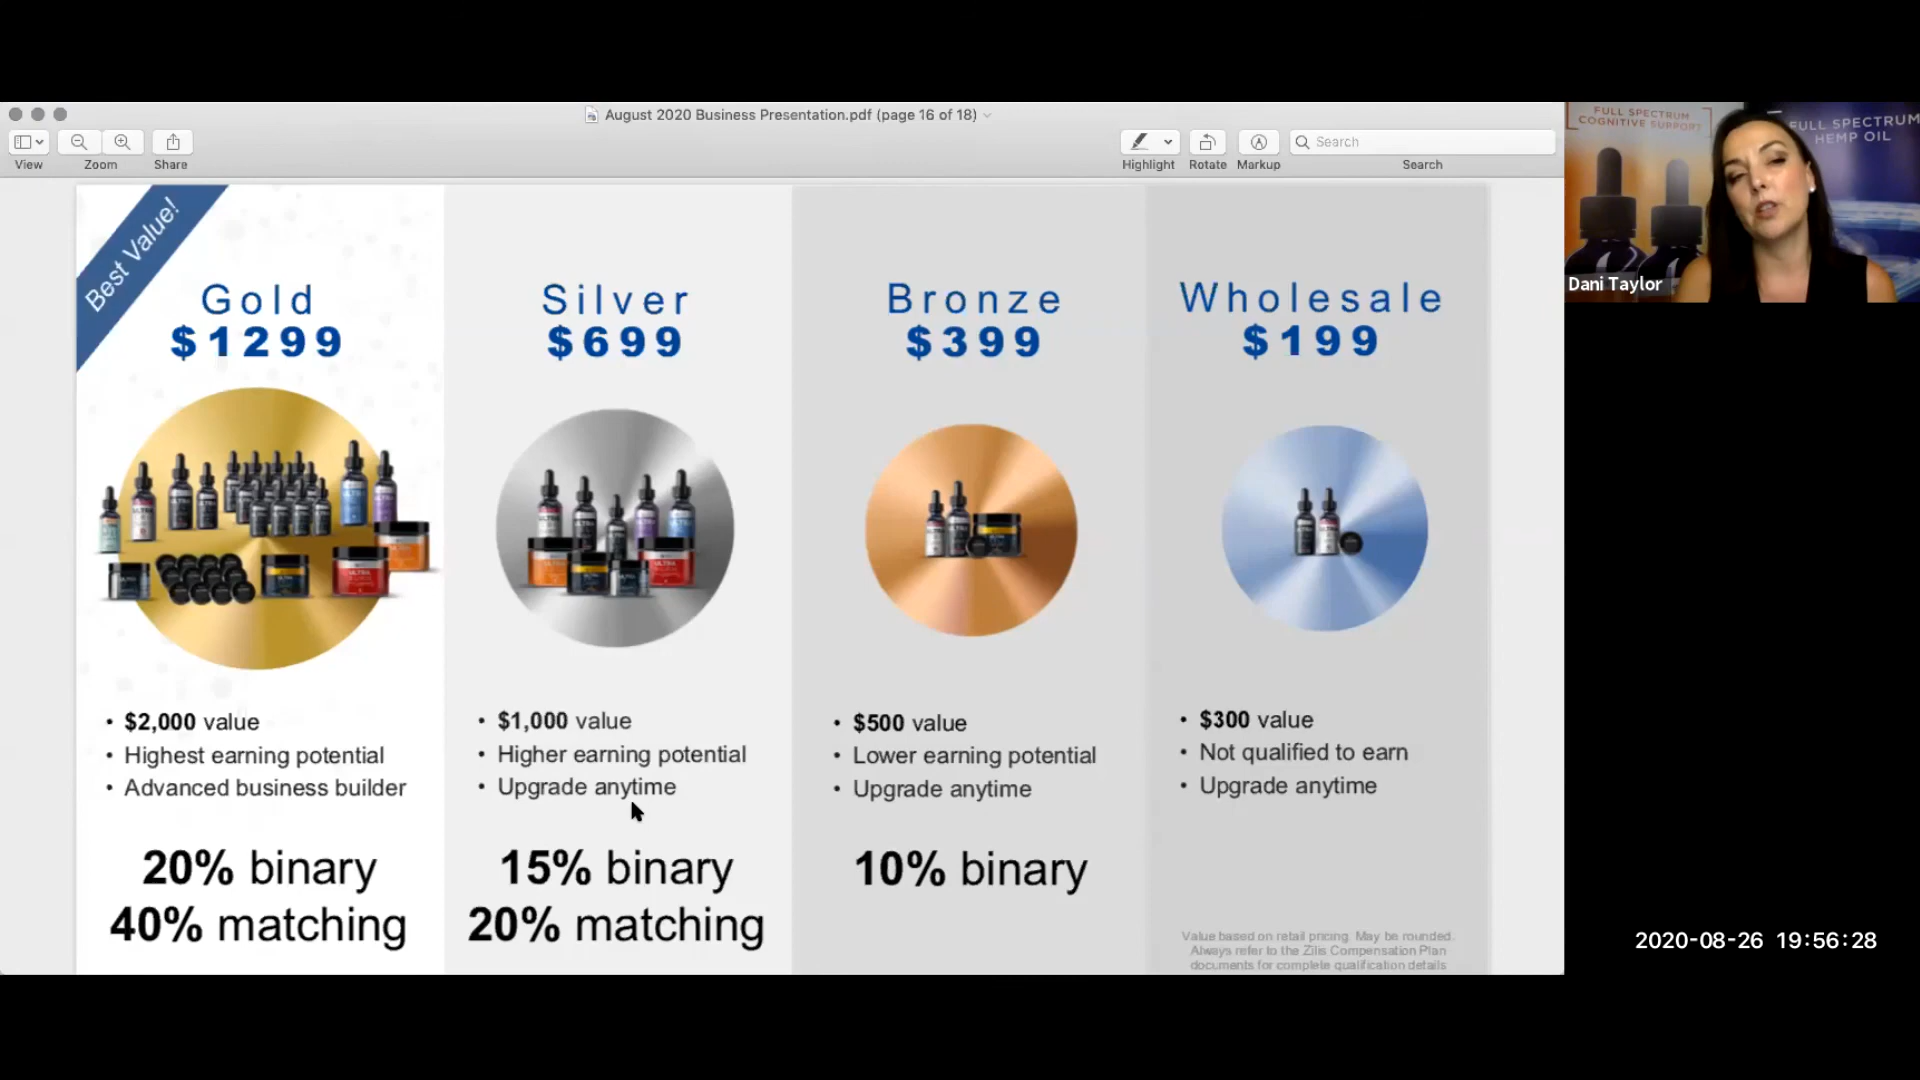 August 2020 Business Presentation.pdf (page 16 of 18)
View
Zoom
Share
Highlight
Rotate
Markup
Search
Search
FULL SPECTRUM
COGNITIVE SUPPORT
FULL SPECTRUM
HEMP OIL
Dani Taylor
Best Value!
Gold
$1299
• $2,000 value
• Highest earning potential
• Advanced business builder
20% binary
40% matching
Silver
$699
• $1,000 value
• Higher earning potential
• Upgrade anytime
15% binary
20% matching
Bronze
$399
• $500 value
• Lower earning potential
• Upgrade anytime
10% binary
Wholesale
$199
• $300 value
• Not qualified to earn
• Upgrade anytime
Value based on retail pricing. May be rounded.
Always refer to the Zilis Compensation Plan
documents for complete qualification details
2020-08-26 19:56:28